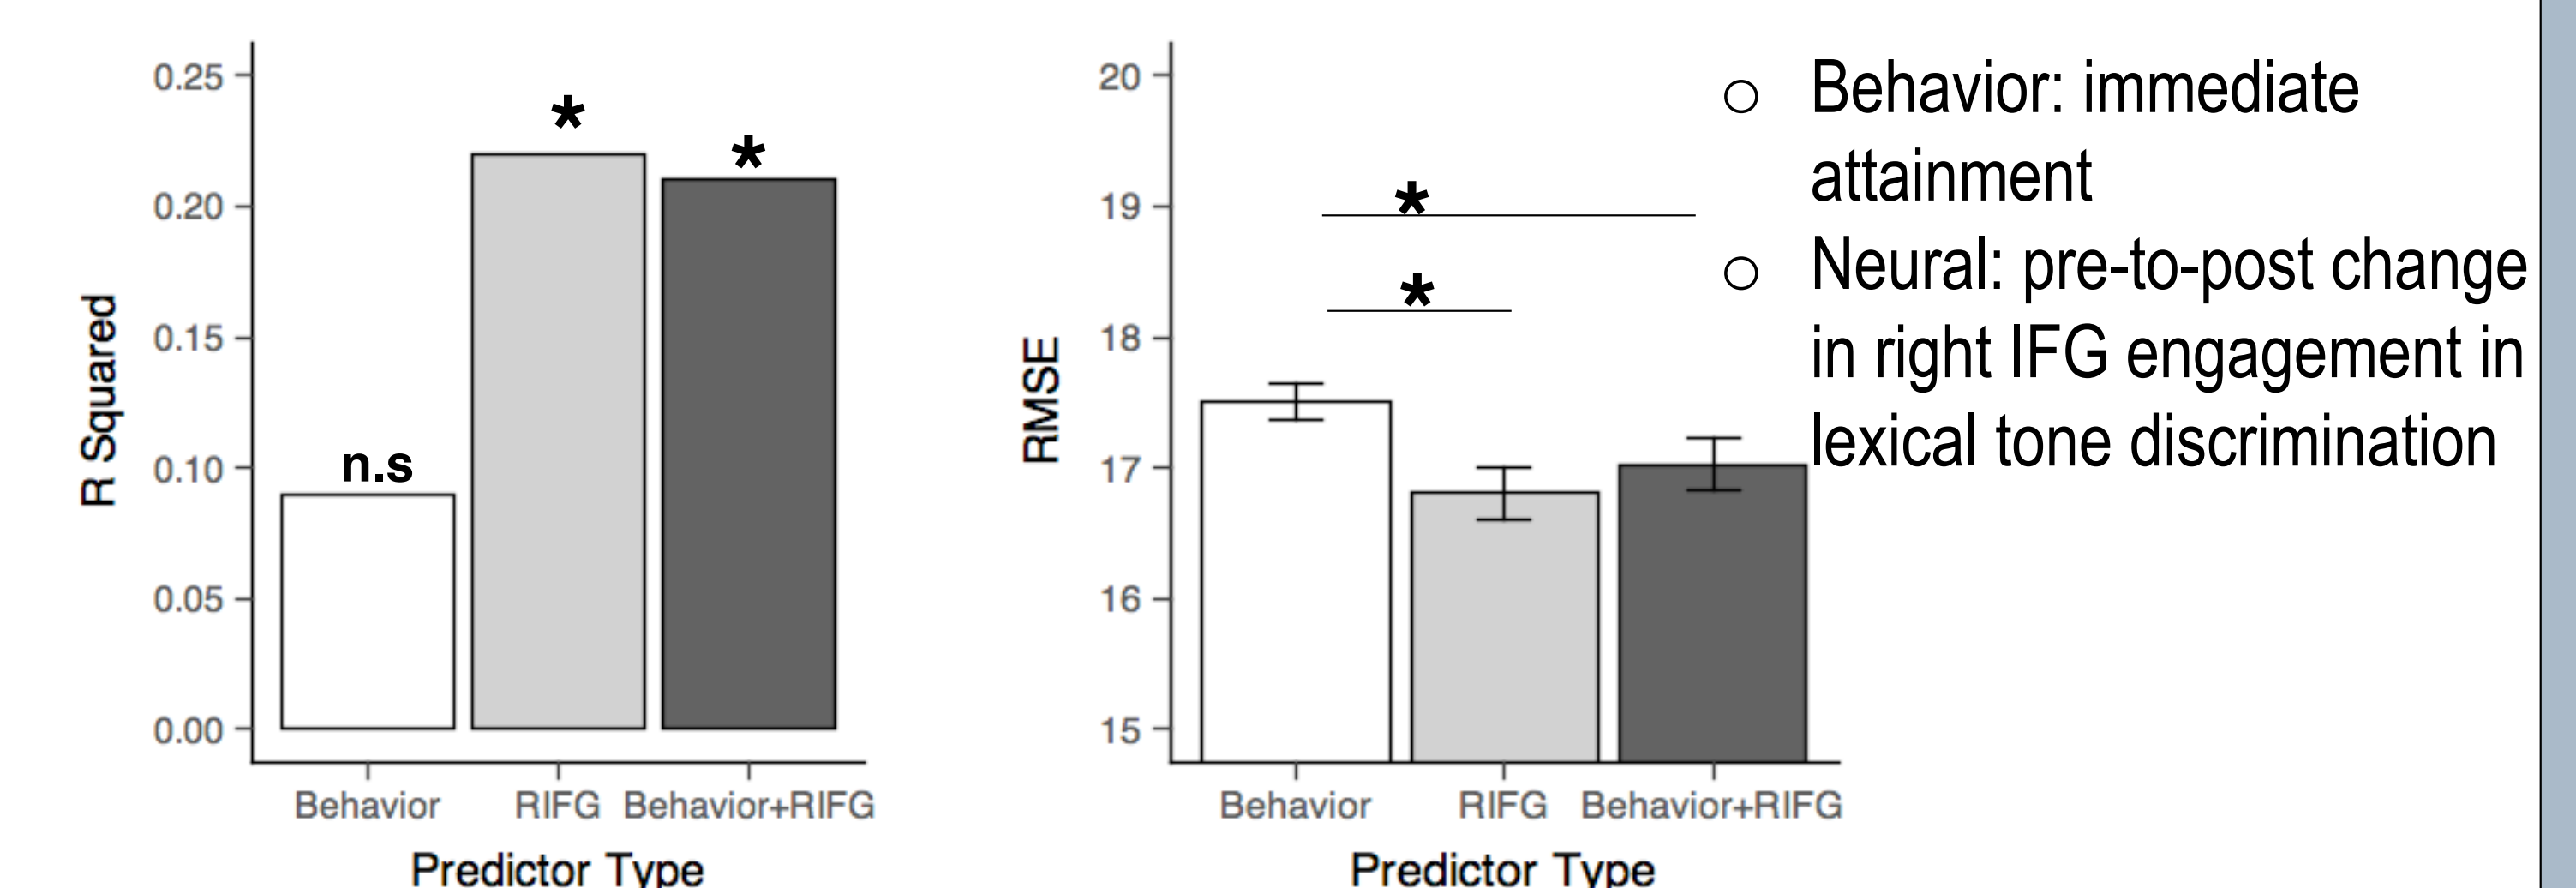 0.25
0.20
0.15
0.10
0.05
0.00
R Squared
n.s
*
*
Behavior RIFG Behavior+RIFG
Predictor Type
20
19
18
17
16
15
RMSE
*
*
Behavior RIFG Behavior+RIFG
Predictor Type
○ Behavior: immediate
attainment
○ Neural: pre-to-post change
in right IFG engagement in
lexical tone discrimination